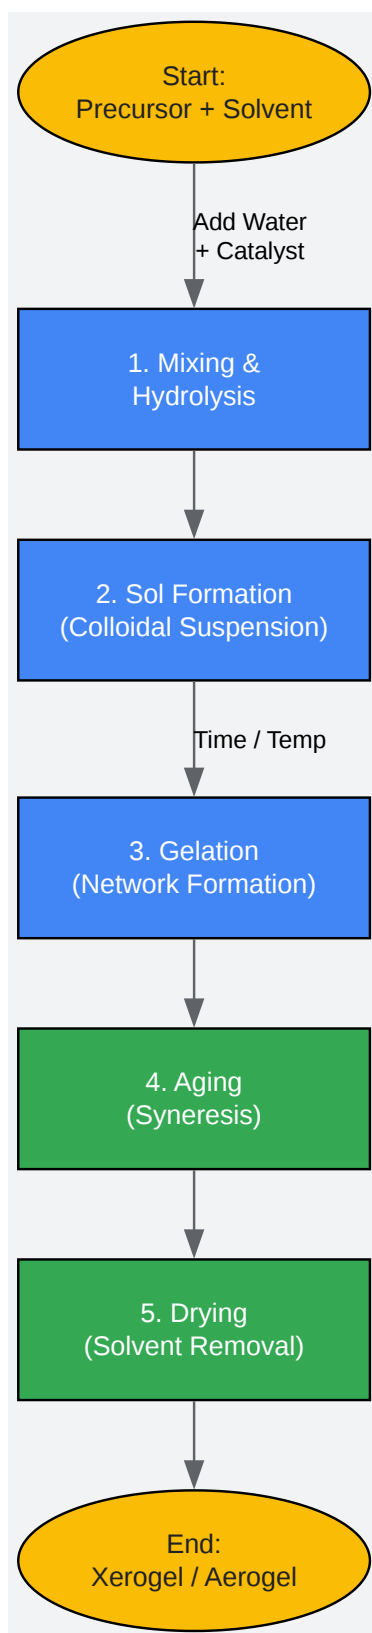 Start:
Precursor + Solvent
Add Water
+ Catalyst
1. Mixing &
Hydrolysis
2. Sol Formation
(Colloidal Suspension)
Time / Temp
3. Gelation
(Network Formation)
4. Aging
(Syneresis)
5. Drying
(Solvent Removal)
End:
Xerogel / Aerogel